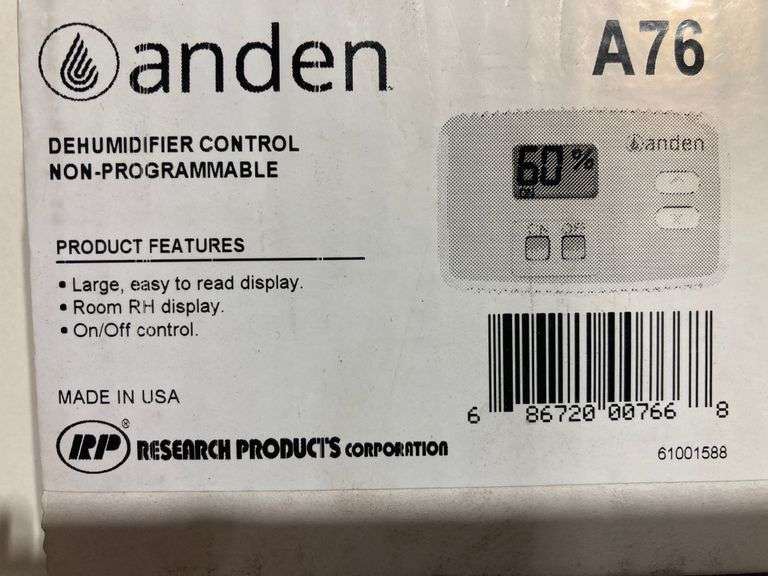 anden
A76
DEHUMIDIFIER CONTROL
NON-PROGRAMMABLE
anden
60%
PRODUCT FEATURES
• Large, easy to read display.
• Room RH display.
• On/Off control.
MADE IN USA
RP® RESEARCH PRODUCTS CORPORATION
6 86720 00766 8
61001588